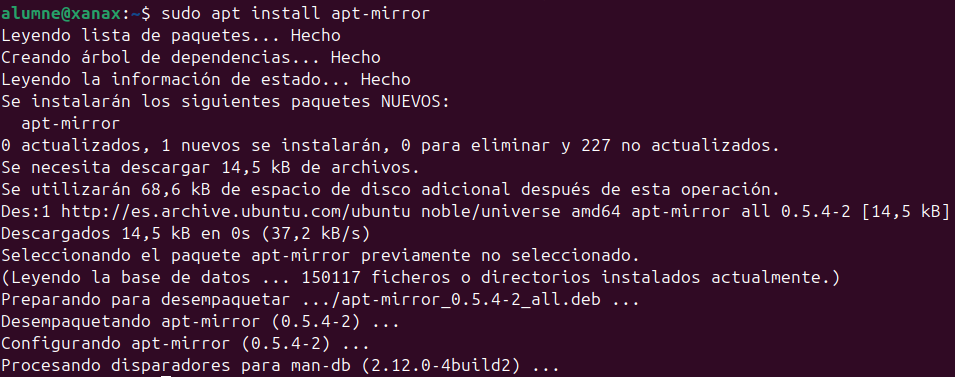 alumne@xanax:~$ sudo apt install apt-mirror
Leyendo lista de paquetes... Hecho
Creando árbol de dependencias... Hecho
Leyendo la información de estado... Hecho
Se instalarán los siguientes paquetes NUEVOS:
  apt-mirror
0 actualizados, 1 nuevos se instalarán, 0 para eliminar y 227 no actualizados.
Se necesita descargar 14,5 kB de archivos.
Se utilizarán 68,6 kB de espacio de disco adicional después de esta operación.
Des:1 http://es.archive.ubuntu.com/ubuntu noble/universe amd64 apt-mirror all 0.5.4-2 [14,5 kB]
Descargados 14,5 kB en 0s (37,2 kB/s)
Seleccionando el paquete apt-mirror previamente no seleccionado.
(Leyendo la base de datos ... 150117 ficheros o directorios instalados actualmente.)
Preparando para desempaquetar .../apt-mirror_0.5.4-2_all.deb ...
Desempaquetando apt-mirror (0.5.4-2) ...
Configurando apt-mirror (0.5.4-2) ...
Procesando disparadores para man-db (2.12.0-4build2) ...